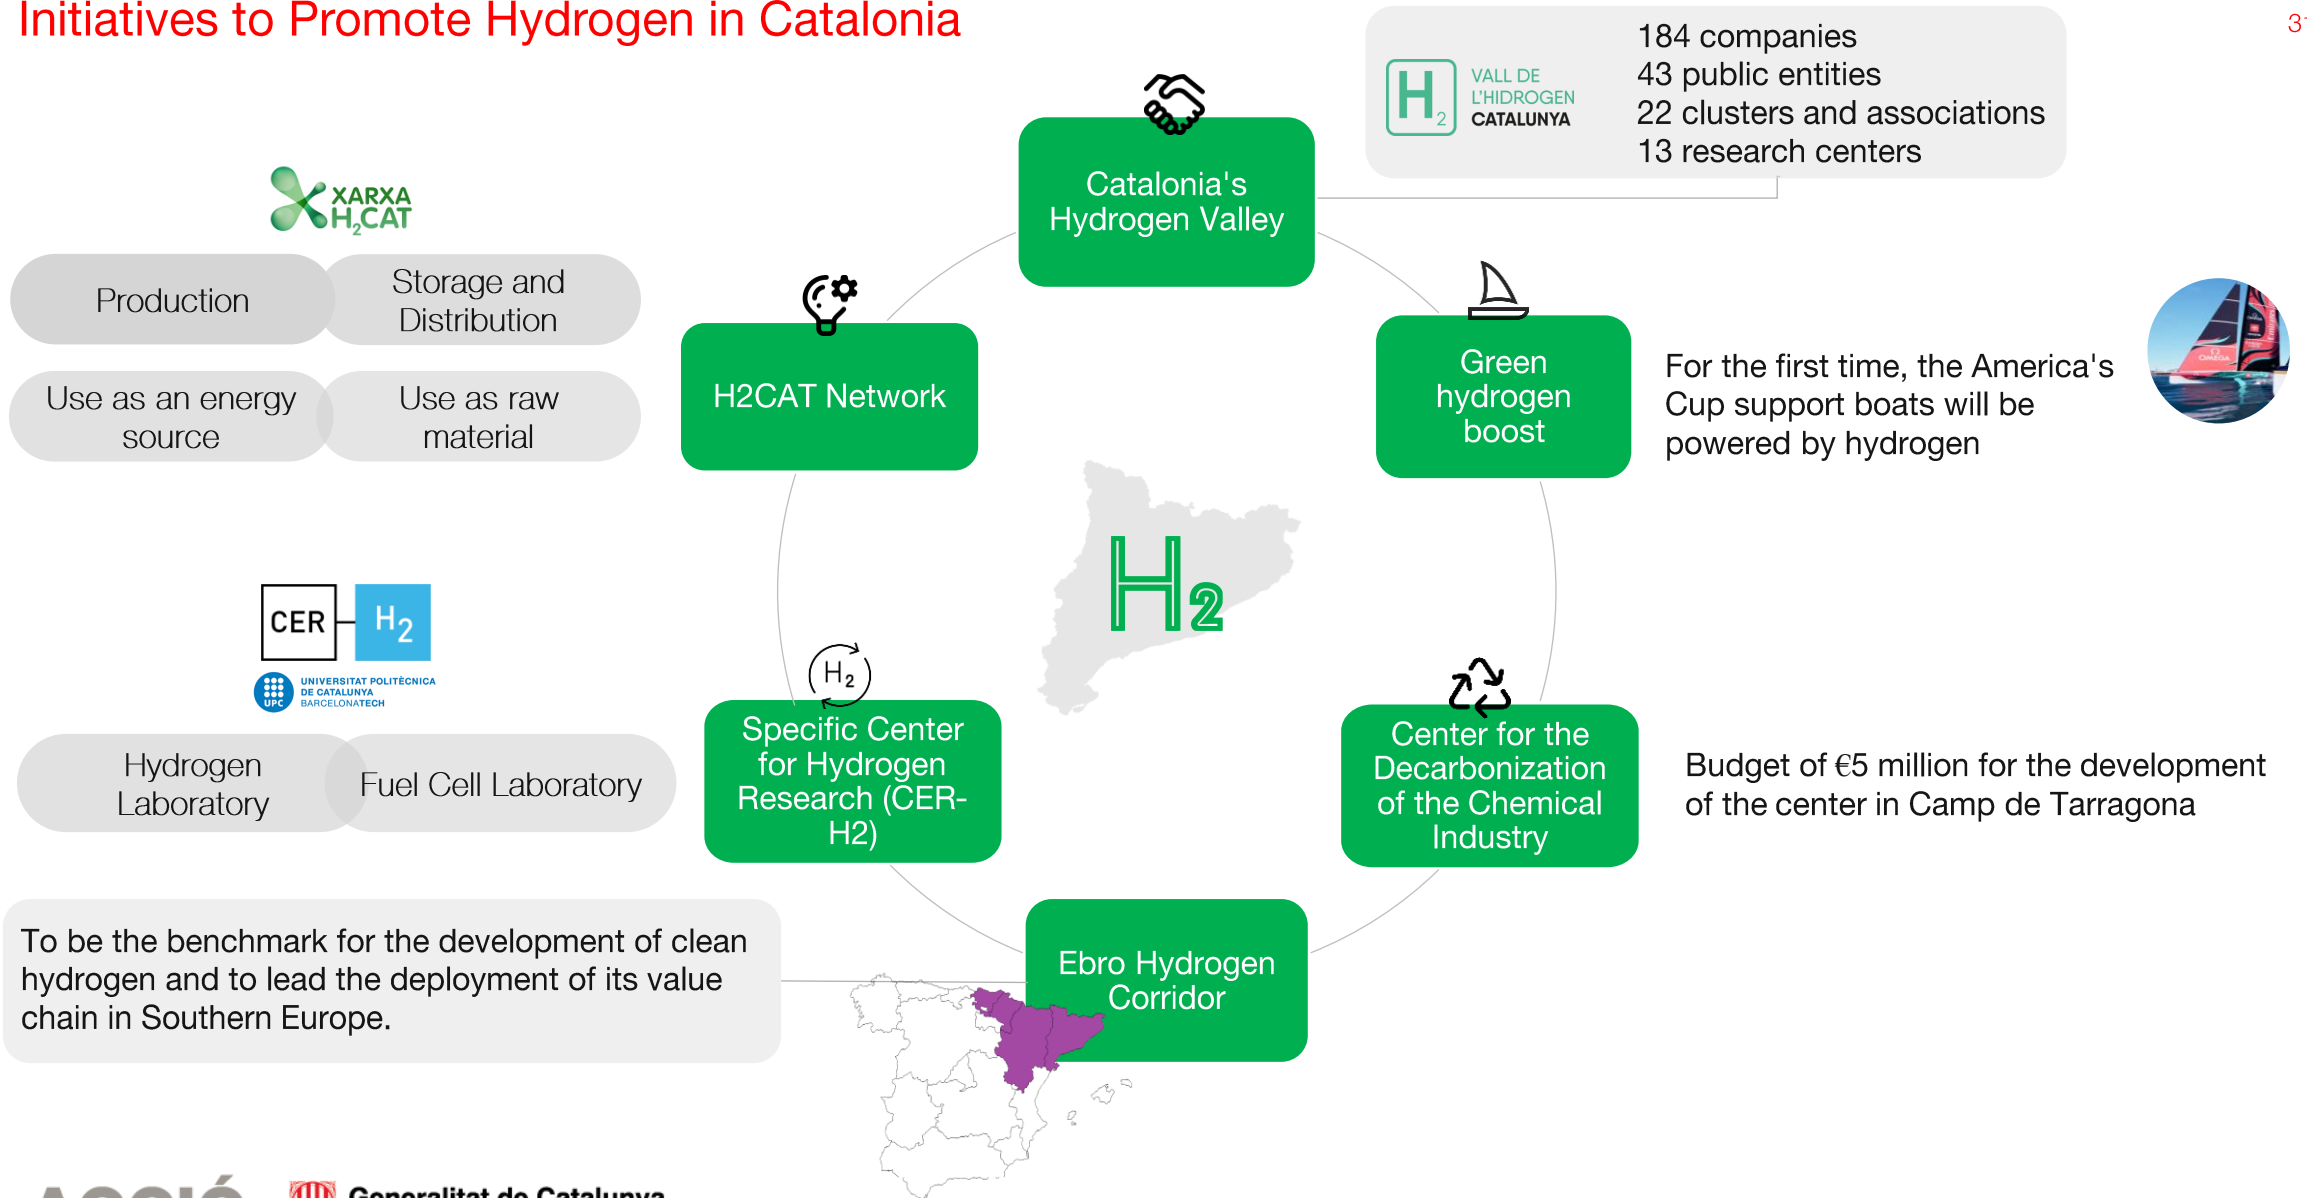 Initiatives to Promote Hydrogen in Catalonia
184 companies
43 public entities
22 clusters and associations
13 research centers
H2
VALL DE
L'HIDROGEN
CATALUNYA
Catalonia's
Hydrogen Valley
XARXA
H2CAT
Production
Storage and
Distribution
Use as an energy
source
Use as raw
material
H2CAT Network
Green
hydrogen
boost
For the first time, the America's
Cup support boats will be
powered by hydrogen
OMEGA
H2
CER
H2
UPC
UNIVERSITAT POLITÈCNICA
DE CATALUNYA
BARCELONATECH
Hydrogen
Laboratory
Fuel Cell Laboratory
H2
Specific Center
for Hydrogen
Research (CER-
H2)
Center for the
Decarbonization
of the Chemical
Industry
Budget of €5 million for the development
of the center in Camp de Tarragona
To be the benchmark for the development of clean
hydrogen and to lead the deployment of its value
chain in Southern Europe.
Ebro Hydrogen
Corridor
ACCIÓ
Generalitat de Catalunya